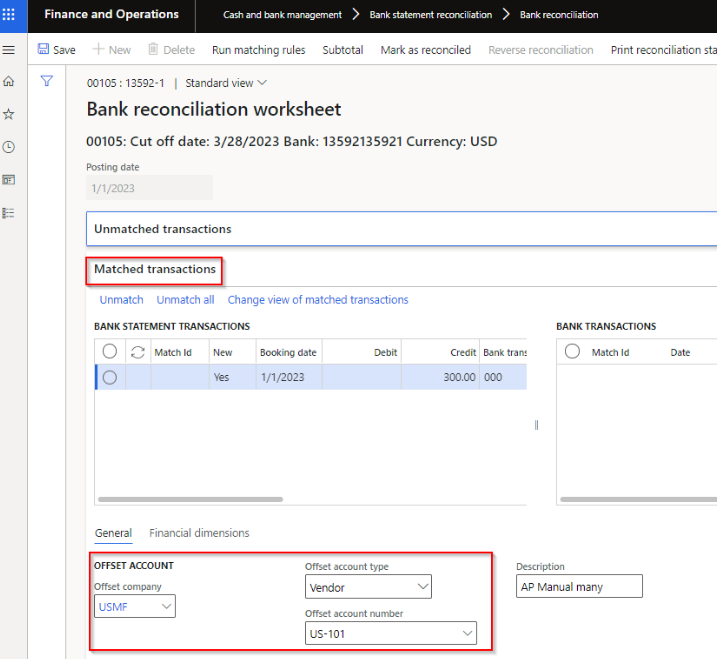 Finance and Operations Cash and bank management Bank statement reconciliation Bank reconciliation
Save New Delete Run matching rules Subtotal Mark as reconciled Reverse reconciliation Print reconciliation sta
00105 : 13592-1 | Standard view
Bank reconciliation worksheet
00105: Cut off date: 3/28/2023 Bank: 13592135921 Currency: USD
Posting date
1/1/2023
Unmatched transactions
Matched transactions
Unmatch Unmatch all Change view of matched transactions
BANK STATEMENT TRANSACTIONS BANK TRANSACTIONS
Match Id New Booking date Debit Credit Bank trans Match Id Date
Yes 1/1/2023 300.00 000
General Financial dimensions
OFFSET ACCOUNT Offset account type Description
Offset company Vendor AP Manual many
USMF Offset account number
US-101